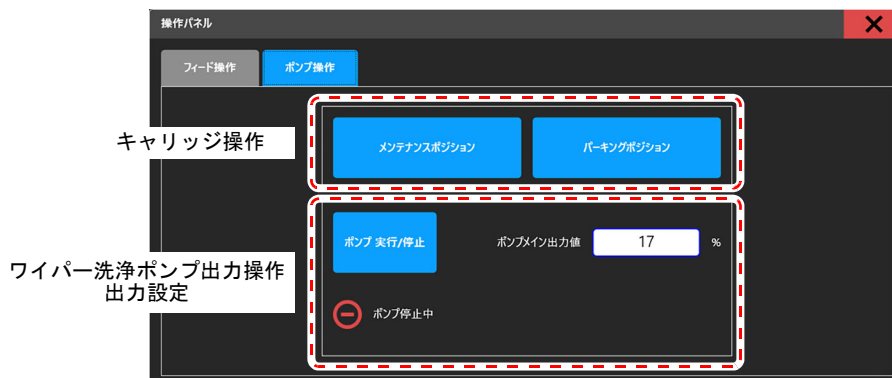 操作パネル
フィード操作
ポンプ操作
キャリッジ操作
メンテナンスポジション
パーキングポジション
ワイパー洗浄ポンプ出力操作
出力設定
ポンプ 実行/停止
ポンプメイン出力値
17
%
ポンプ停止中